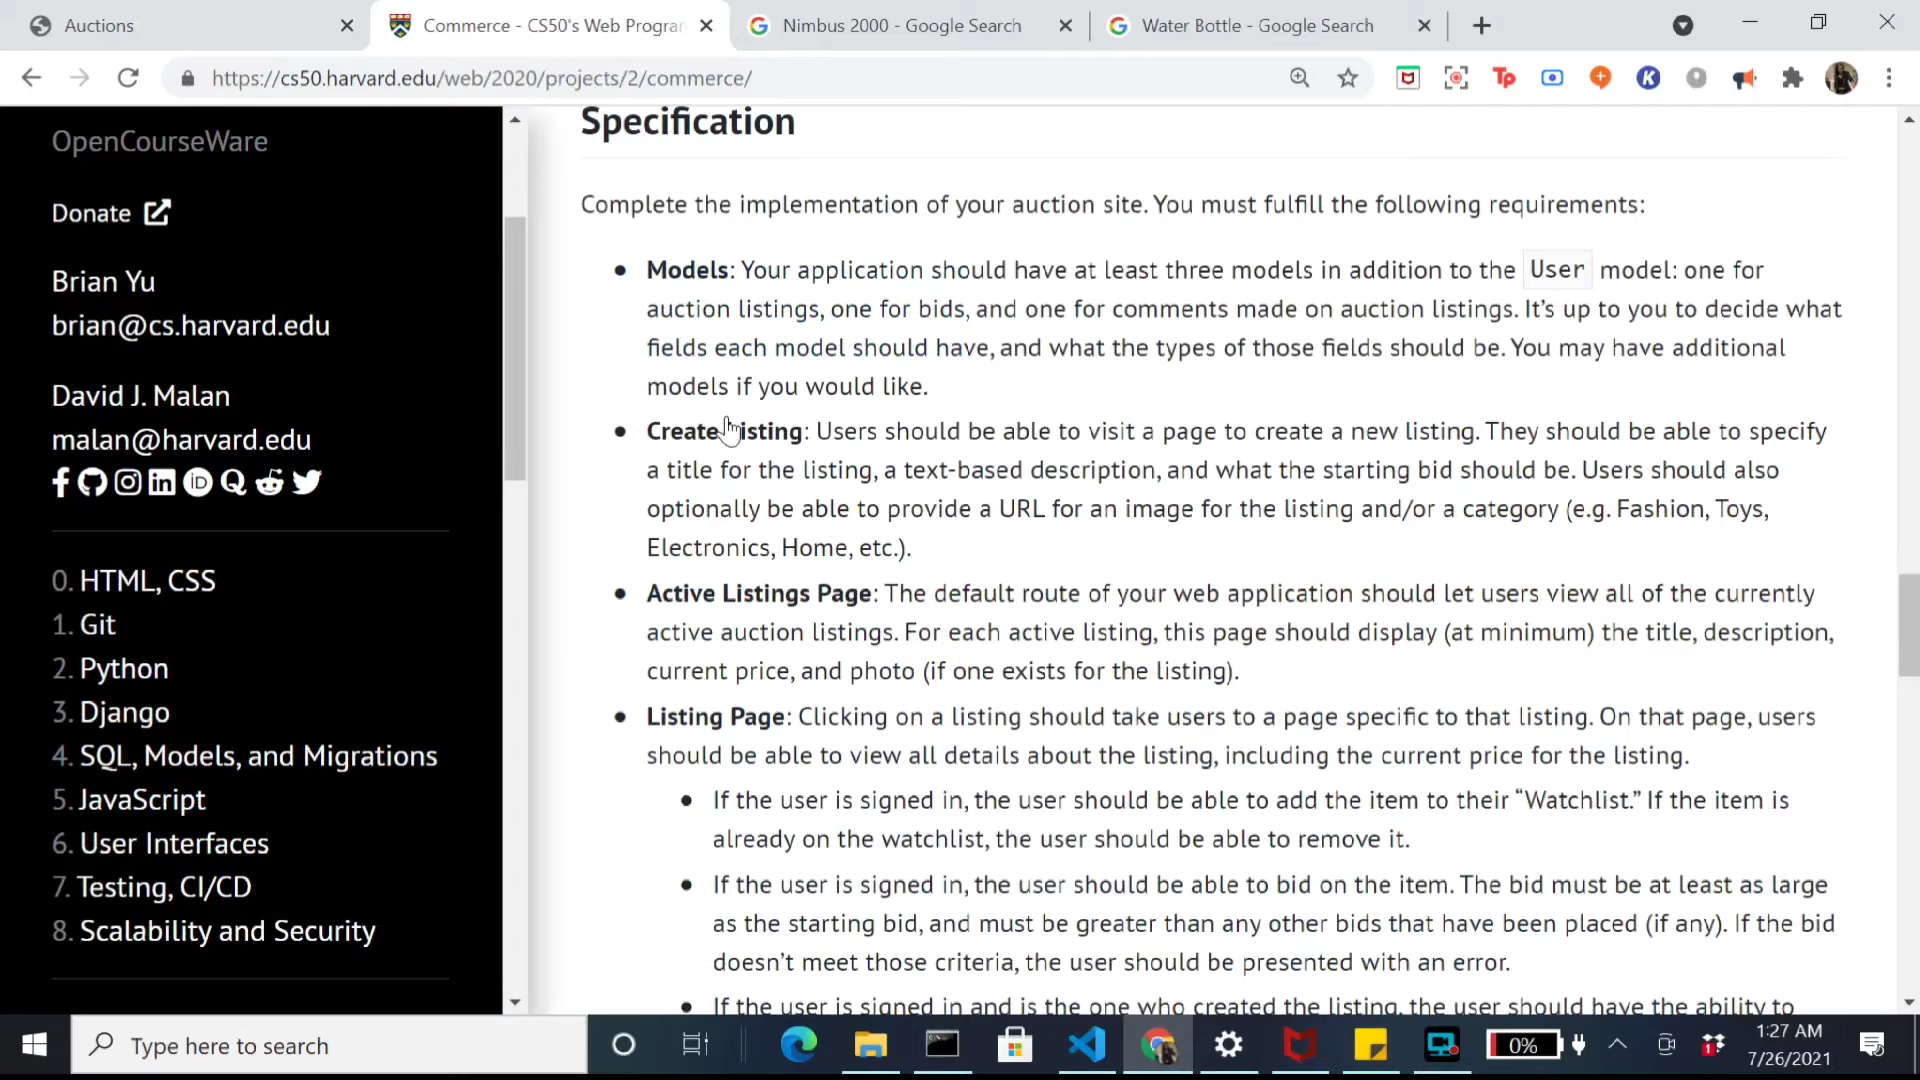 Auctions
Commerce - CS50's Web Progran
Nimbus 2000 - Google Search
Water Bottle - Google Search
https://cs50.harvard.edu/web/2020/projects/2/commerce/
OpenCourseWare
Donate
Brian Yu
brian@cs.harvard.edu
David J. Malan
malan@harvard.edu
0. HTML, CSS
1. Git
2. Python
3. Django
4. SQL, Models, and Migrations
5. JavaScript
6. User Interfaces
7. Testing, CI/CD
8. Scalability and Security
Specification
Complete the implementation of your auction site. You must fulfill the following requirements:
Models: Your application should have at least three models in addition to the User model: one for
auction listings, one for bids, and one for comments made on auction listings. It’s up to you to decide what
fields each model should have, and what the types of those fields should be. You may have additional
models if you would like.
Create Listing: Users should be able to visit a page to create a new listing. They should be able to specify
a title for the listing, a text-based description, and what the starting bid should be. Users should also
optionally be able to provide a URL for an image for the listing and/or a category (e.g. Fashion, Toys,
Electronics, Home, etc.).
Active Listings Page: The default route of your web application should let users view all of the currently
active auction listings. For each active listing, this page should display (at minimum) the title, description,
current price, and photo (if one exists for the listing).
Listing Page: Clicking on a listing should take users to a page specific to that listing. On that page, users
should be able to view all details about the listing, including the current price for the listing.
If the user is signed in, the user should be able to add the item to their “Watchlist.” If the item is
already on the watchlist, the user should be able to remove it.
If the user is signed in, the user should be able to bid on the item. The bid must be at least as large
as the starting bid, and must be greater than any other bids that have been placed (if any). If the bid
doesn’t meet those criteria, the user should be presented with an error.
If the user is signed in and is the one who created the listing, the user should have the ability to
Type here to search
0%
1:27 AM
7/26/2021